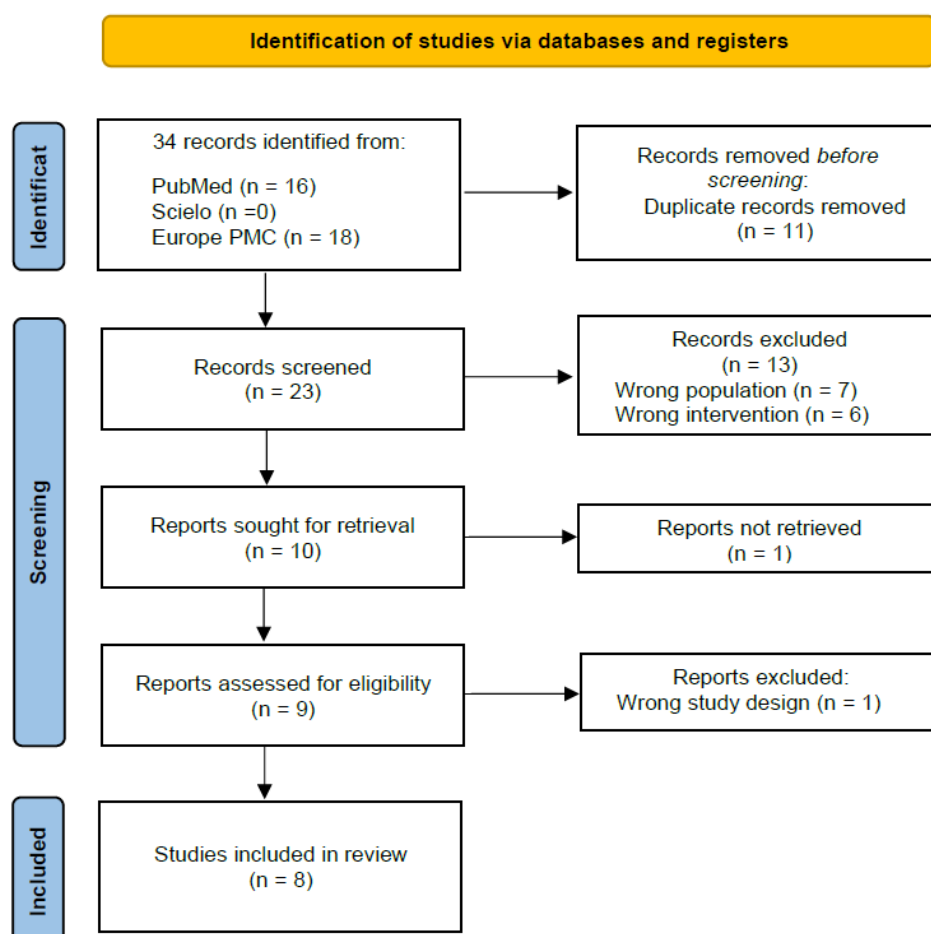 Identification of studies via databases and registers
Identificat
34 records identified from:
PubMed (n = 16)
Scielo (n =0)
Europe PMC (n = 18)
Records removed before
screening:
Duplicate records removed
(n = 11)
Screening
Records screened
(n = 23)
Records excluded
(n = 13)
Wrong population (n = 7)
Wrong intervention (n = 6)
Reports sought for retrieval
(n = 10)
Reports not retrieved
(n = 1)
Reports assessed for eligibility
(n = 9)
Reports excluded:
Wrong study design (n = 1)
Included
Studies included in review
(n = 8)